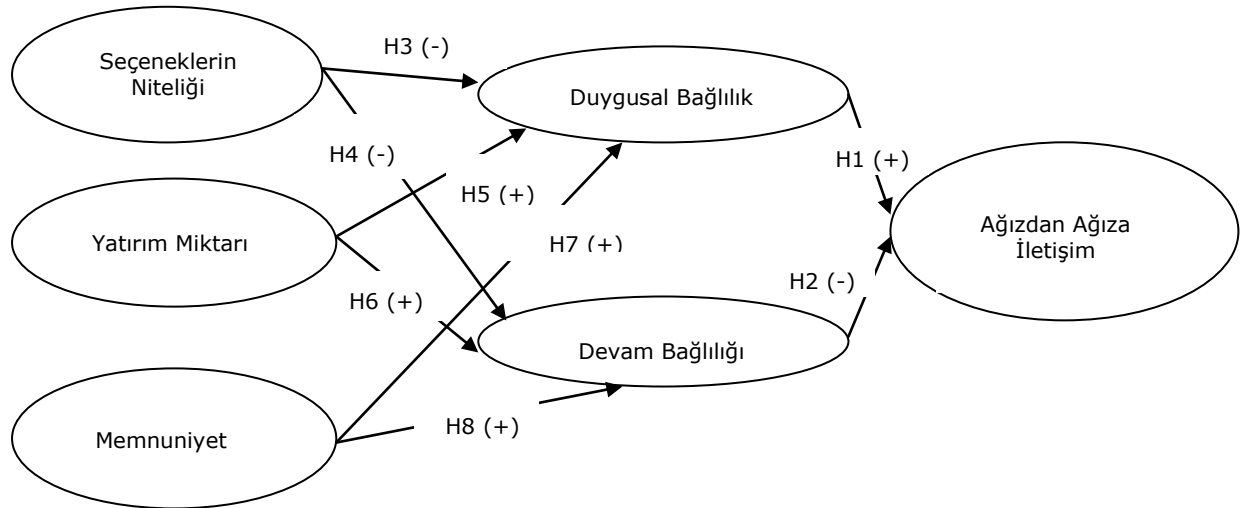 H3 (-)
Seçeneklerin
Niteliği
Duygusal Bağlılık
H4 (-)
H1 (+)
H5 (+)
Yatırım Miktarı
H7 (+)
Ağızdan Ağıza
İletişim
H6 (+)
H2 (-)
Devam Bağlılığı
Memnuniyet
H8 (+)